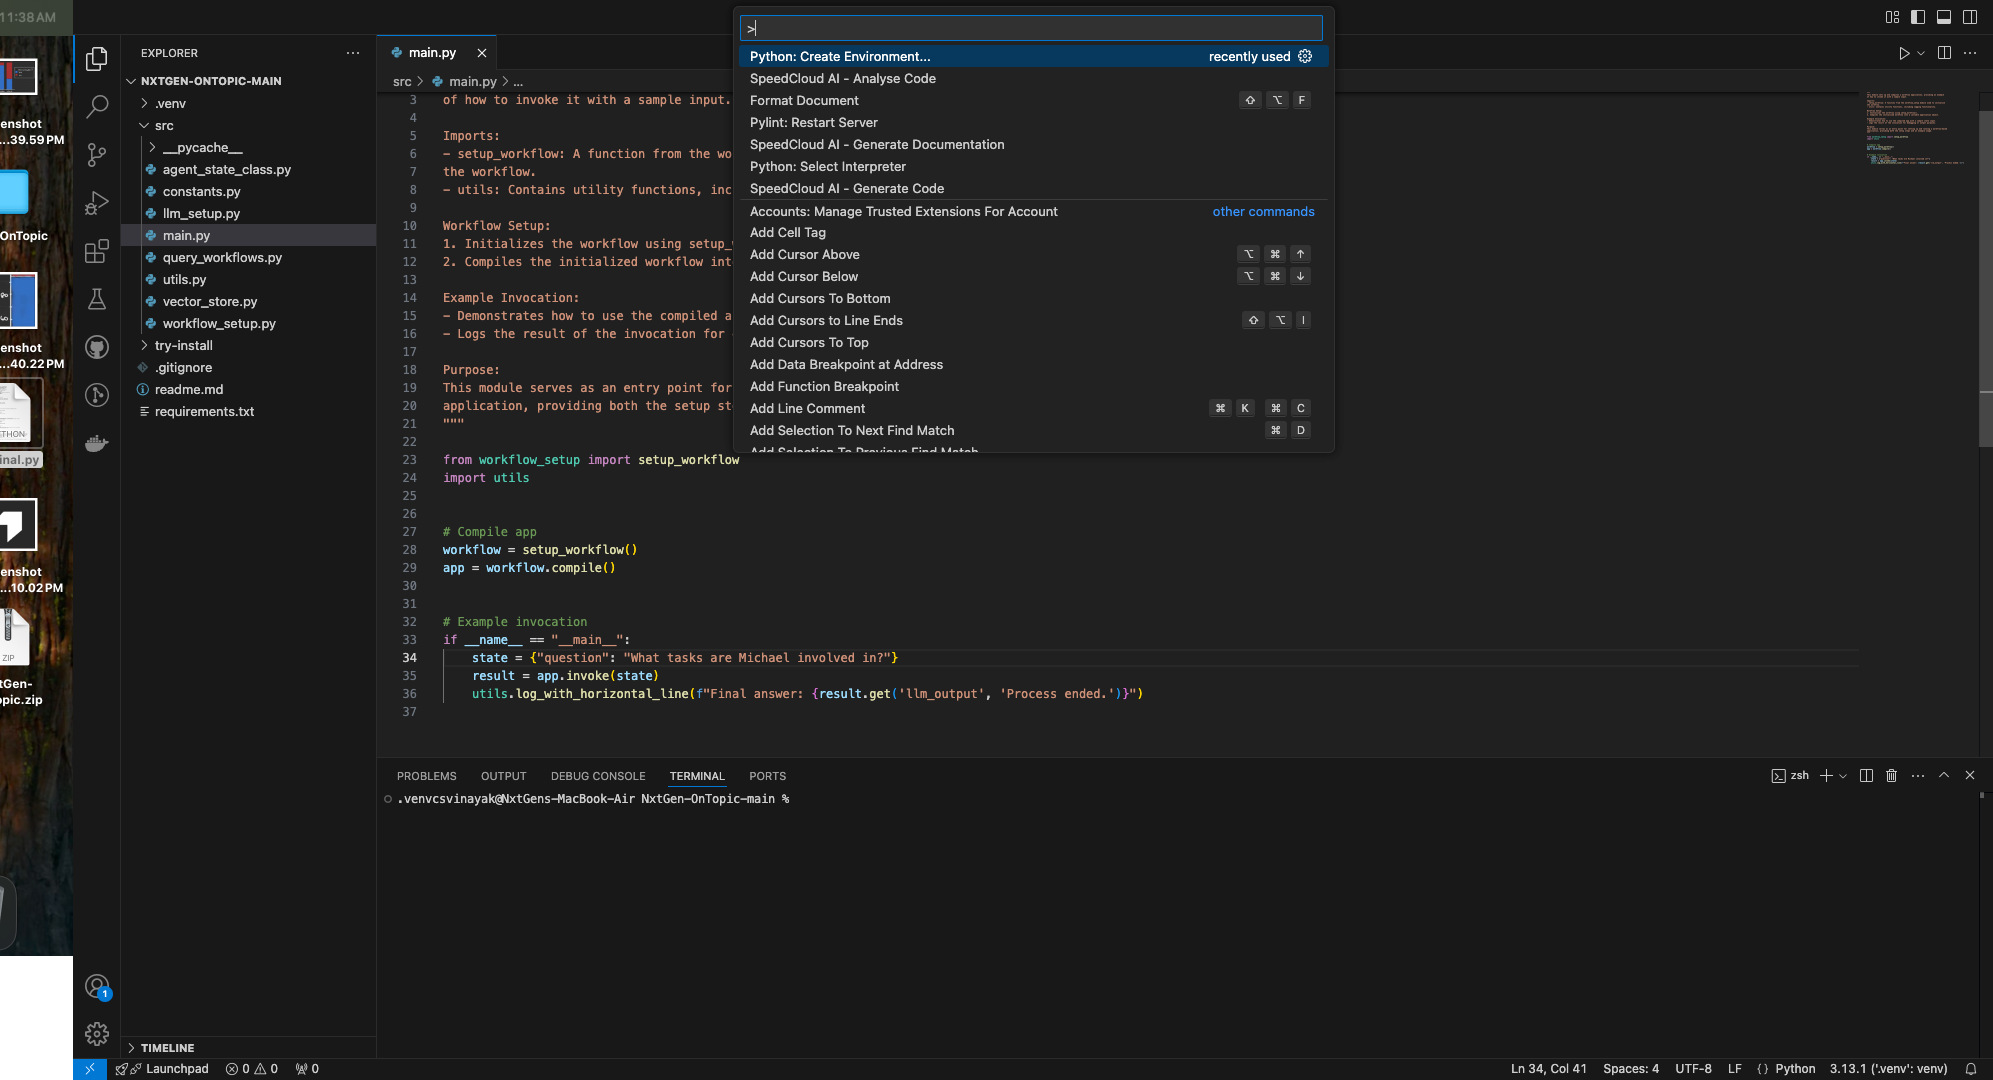 11:38AM
enshot
...39.59 PM
OnTopic
enshot
...40.22 PM
THON
inal.py
enshot
...10.02 PM
ZIP
tGen-
opic.zip
EXPLORER
NXTGEN-ONTOPIC-MAIN
.venv
src
__pycache__
agent_state_class.py
constants.py
llm_setup.py
main.py
query_workflows.py
utils.py
vector_store.py
workflow_setup.py
try-install
.gitignore
readme.md
requirements.txt
TIMELINE
1
main.py
src > main.py > ...
3 of how to invoke it with a sample input.
4
5 Imports:
6 - setup_workflow: A function from the wo
7 the workflow.
8 - utils: Contains utility functions, inc
9
10 Workflow Setup:
11 1. Initializes the workflow using setup_w
12 2. Compiles the initialized workflow int
13
14 Example Invocation:
15 - Demonstrates how to use the compiled a
16 - Logs the result of the invocation for
17
18 Purpose:
19 This module serves as an entry point for
20 application, providing both the setup st
21 """
22
23 from workflow_setup import setup_workflow
24 import utils
25
26
27 # Compile app
28 workflow = setup_workflow()
29 app = workflow.compile()
30
31
32 # Example invocation
33 if __name__ == "__main__":
34 state = {"question": "What tasks are Michael involved in?"}
35 result = app.invoke(state)
36 utils.log_with_horizontal_line(f"Final answer: {result.get('llm_output', 'Process ended.')}")
37
>
Python: Create Environment... recently used
SpeedCloud AI - Analyse Code
Format Document ⇧ ⌥ F
Pylint: Restart Server
SpeedCloud AI - Generate Documentation
Python: Select Interpreter
SpeedCloud AI - Generate Code
Accounts: Manage Trusted Extensions For Account other commands
Add Cell Tag
Add Cursor Above ⌥ ⌘ ↑
Add Cursor Below ⌥ ⌘ ↓
Add Cursors To Bottom
Add Cursors to Line Ends ⇧ ⌥ I
Add Cursors To Top
Add Data Breakpoint at Address
Add Function Breakpoint
Add Line Comment ⌘ K ⌘ C
Add Selection To Next Find Match ⌘ D
Add Selection To Previous Find Match
PROBLEMS OUTPUT DEBUG CONSOLE TERMINAL PORTS
zsh
.venvcsvinayak@NxtGens-MacBook-Air NxtGen-OnTopic-main %
Launchpad 0 0 0
Ln 34, Col 41 Spaces: 4 UTF-8 LF {} Python 3.13.1 ('.venv': venv)